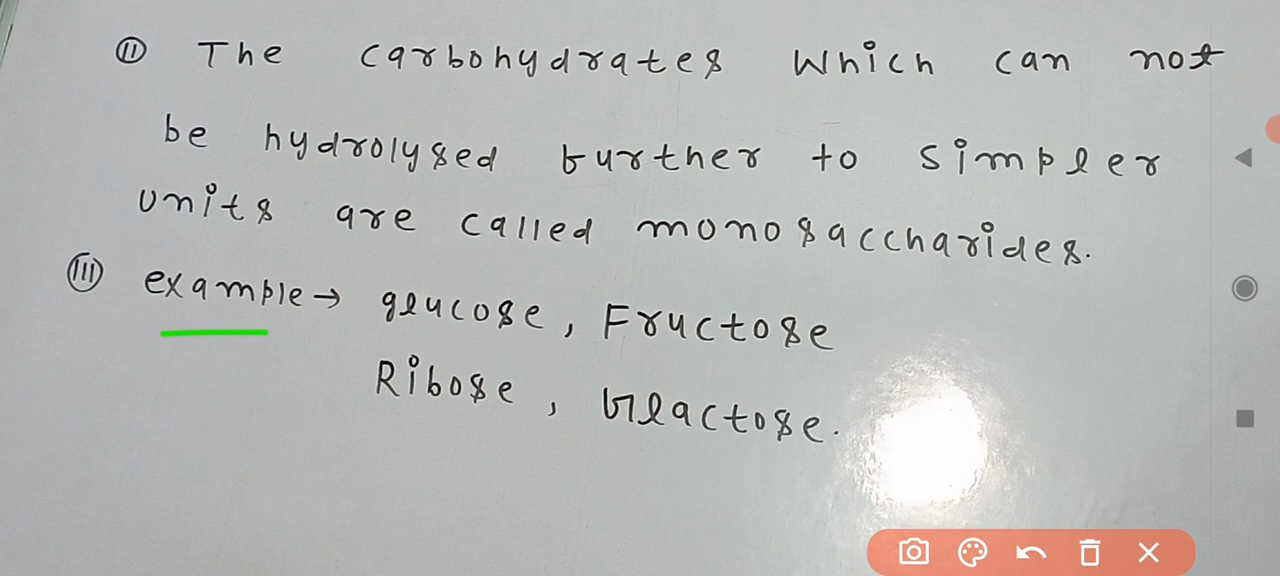 (II) The carbohydrates which can not
be hydrolysed further to simpler
units are called monosaccharides.
(III) example → glucose, Fructose
Ribose, Glactose.